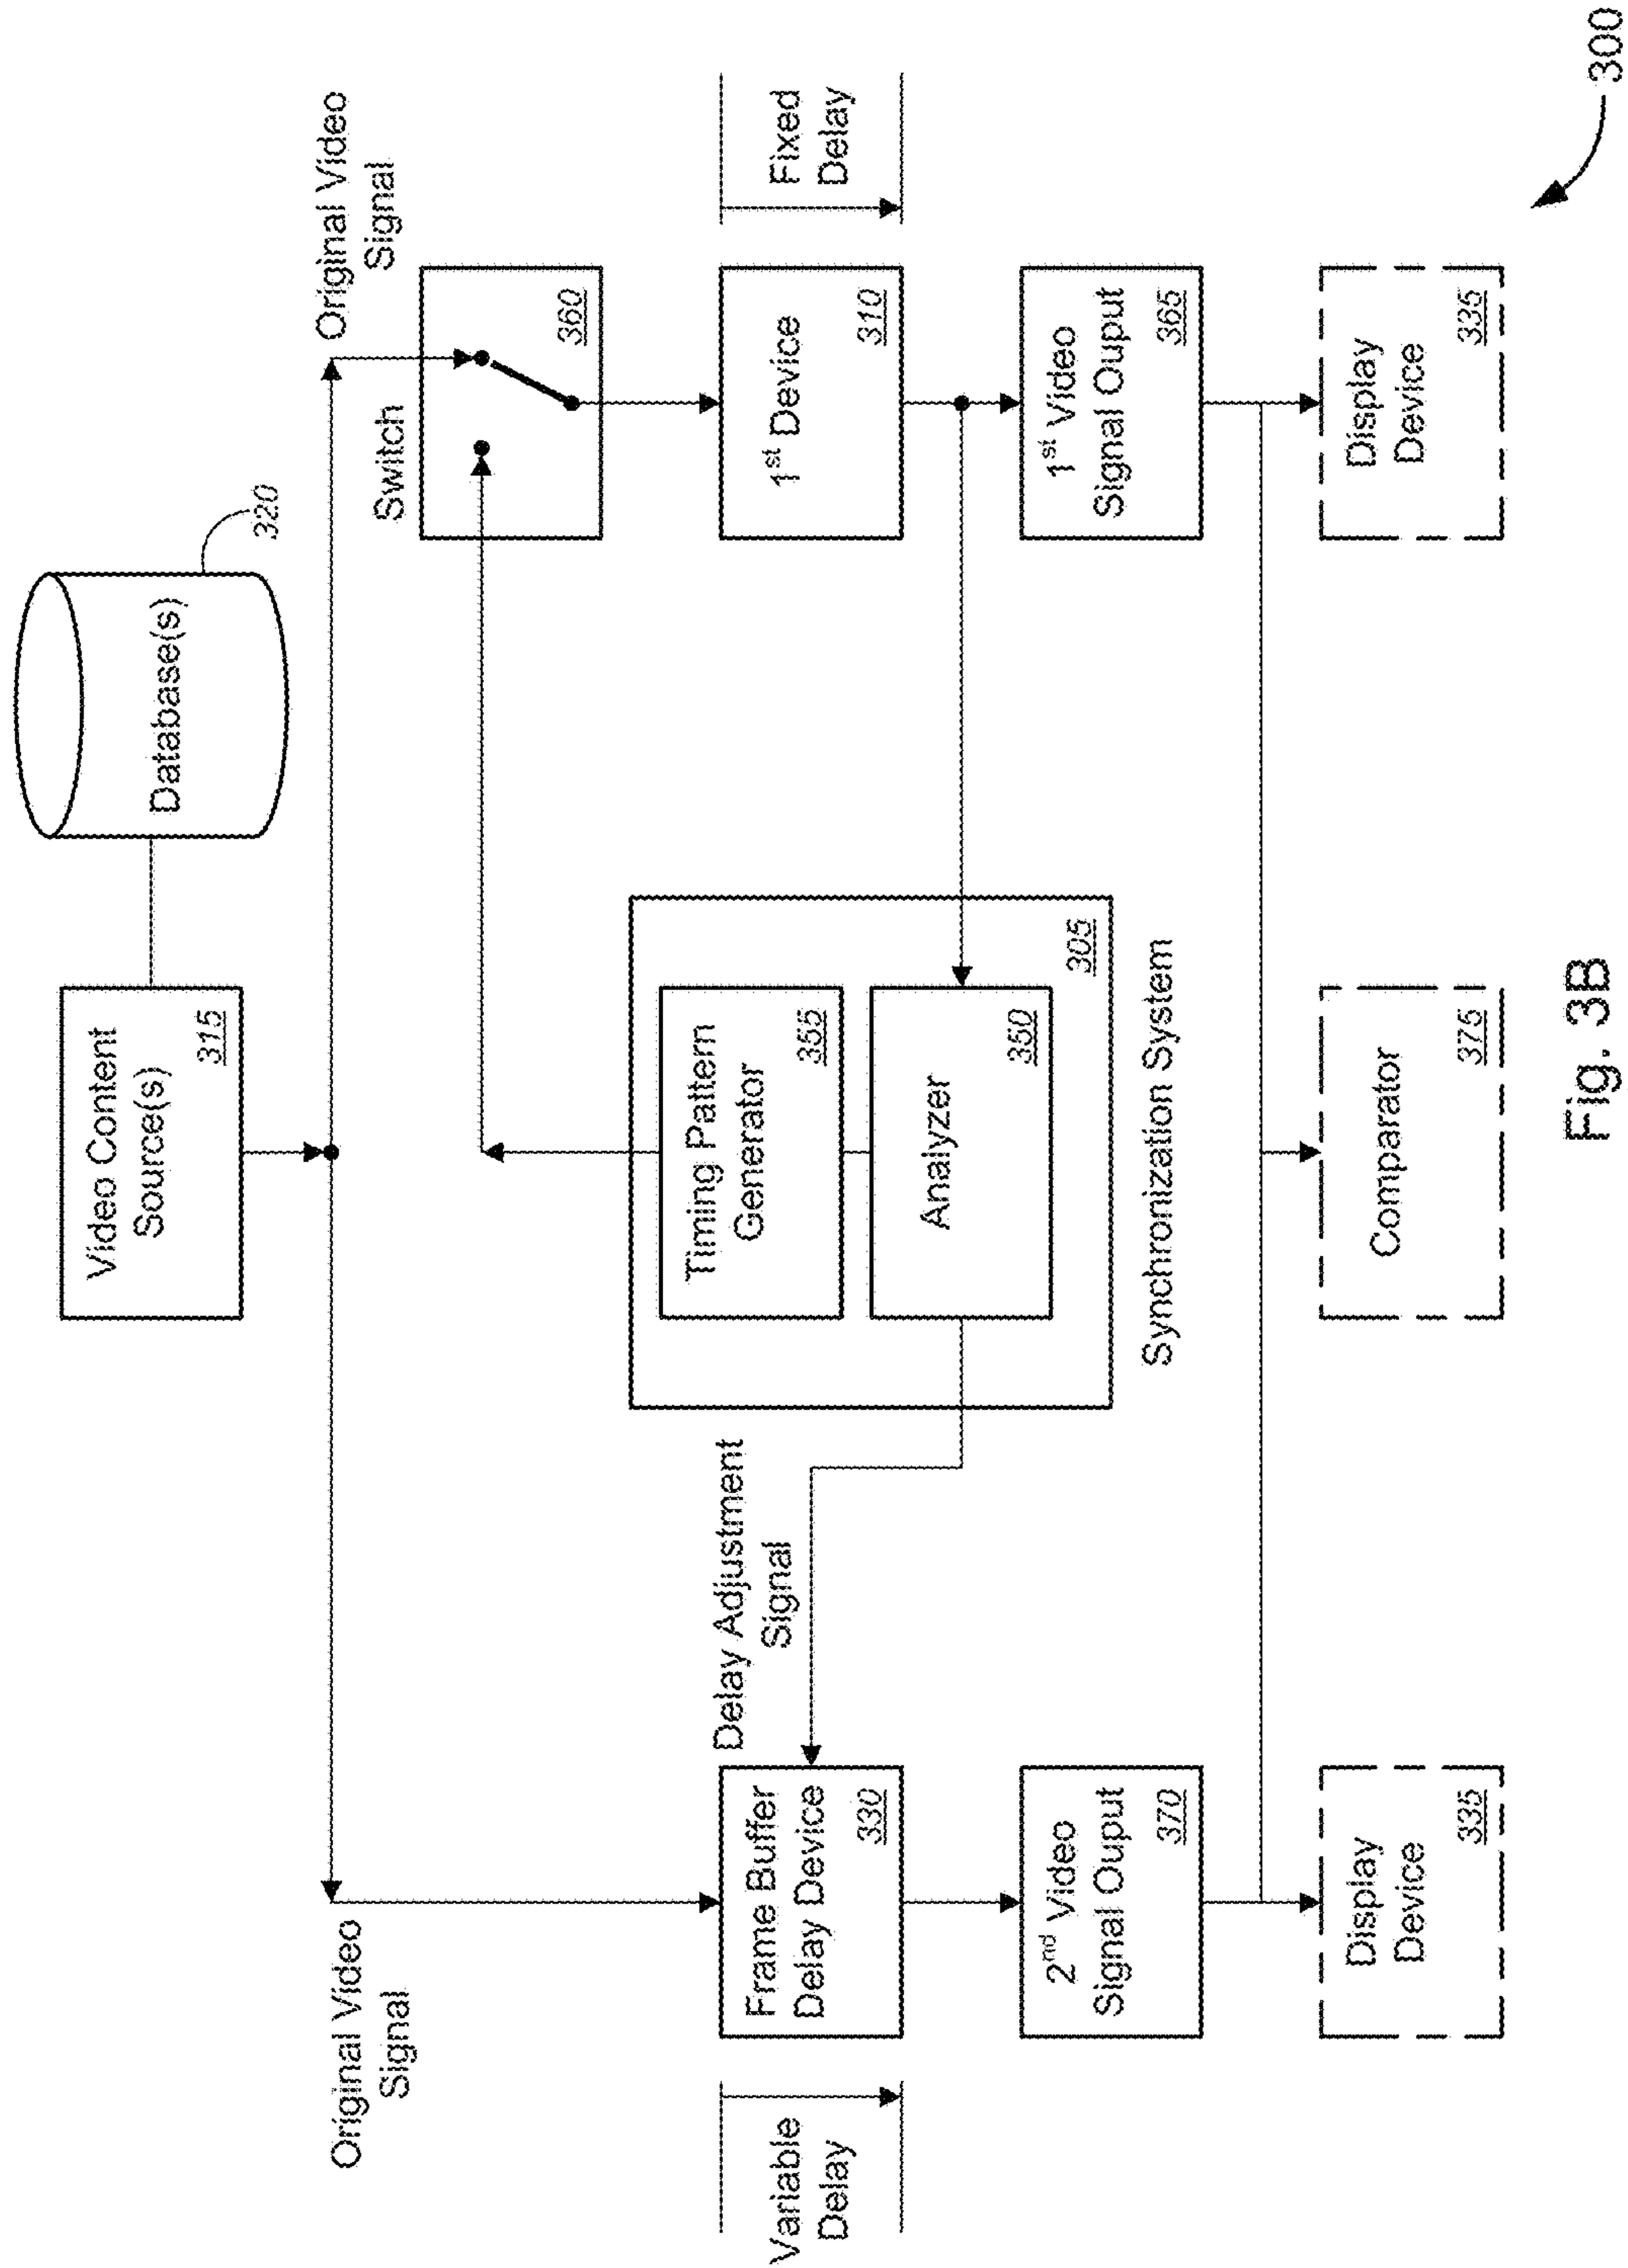 Video Content
Source(s)
315
Database(s)
320
Original Video
Signal
Original Video
Signal
Switch
360
Variable
Delay
Frame Buffer
Delay Device
330
Delay Adjustment
Signal
Timing Pattern
Generator
355
Analyzer
350
305
Synchronization System
1st Device
310
Fixed
Delay
2nd Video
Signal Ouput
370
1st Video
Signal Ouput
365
Display
Device
335
Comparator
375
Display
Device
335
Fig. 3B
300